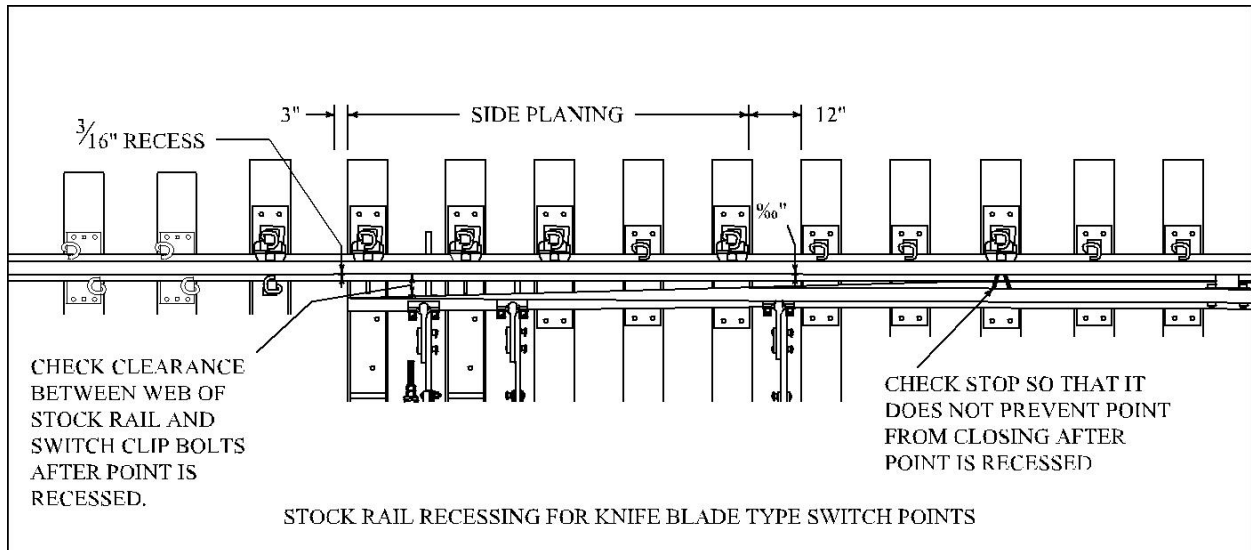 3"
SIDE PLANING
12"
3/16" RECESS
0/00"
CHECK CLEARANCE
BETWEEN WEB OF
STOCK RAIL AND
SWITCH CLIP BOLTS
AFTER POINT IS
RECESSED.
CHECK STOP SO THAT IT
DOES NOT PREVENT POINT
FROM CLOSING AFTER
POINT IS RECESSED
STOCK RAIL RECESSING FOR KNIFE BLADE TYPE SWITCH POINTS